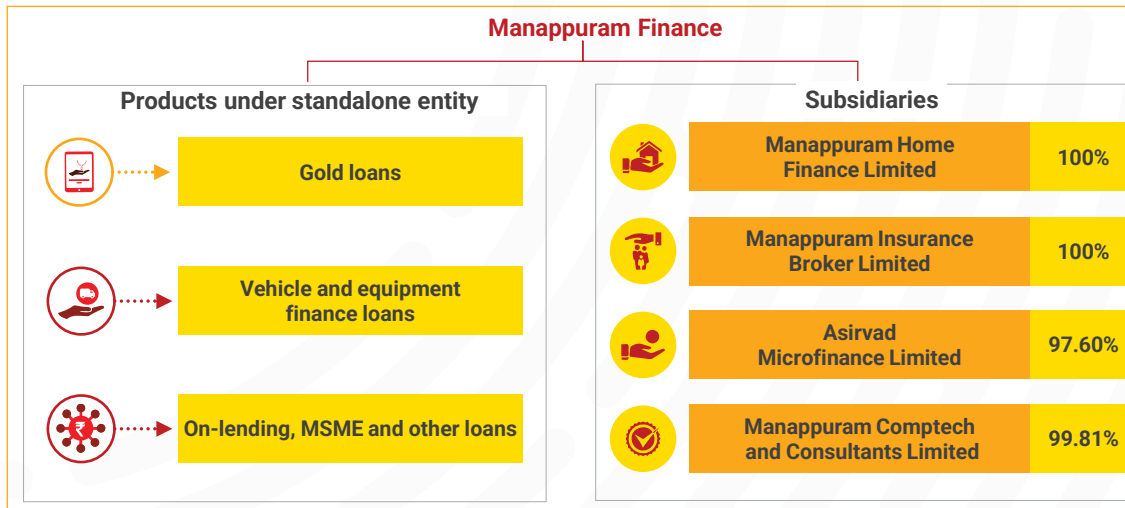 Manappuram Finance
Products under standalone entity
Gold loans
Vehicle and equipment
finance loans
₹
On-lending, MSME and other loans
Subsidiaries
Manappuram Home
Finance Limited
100%
Manappuram Insurance
Broker Limited
100%
Asirvad
Microfinance Limited
97.60%
Manappuram Comptech
and Consultants Limited
99.81%